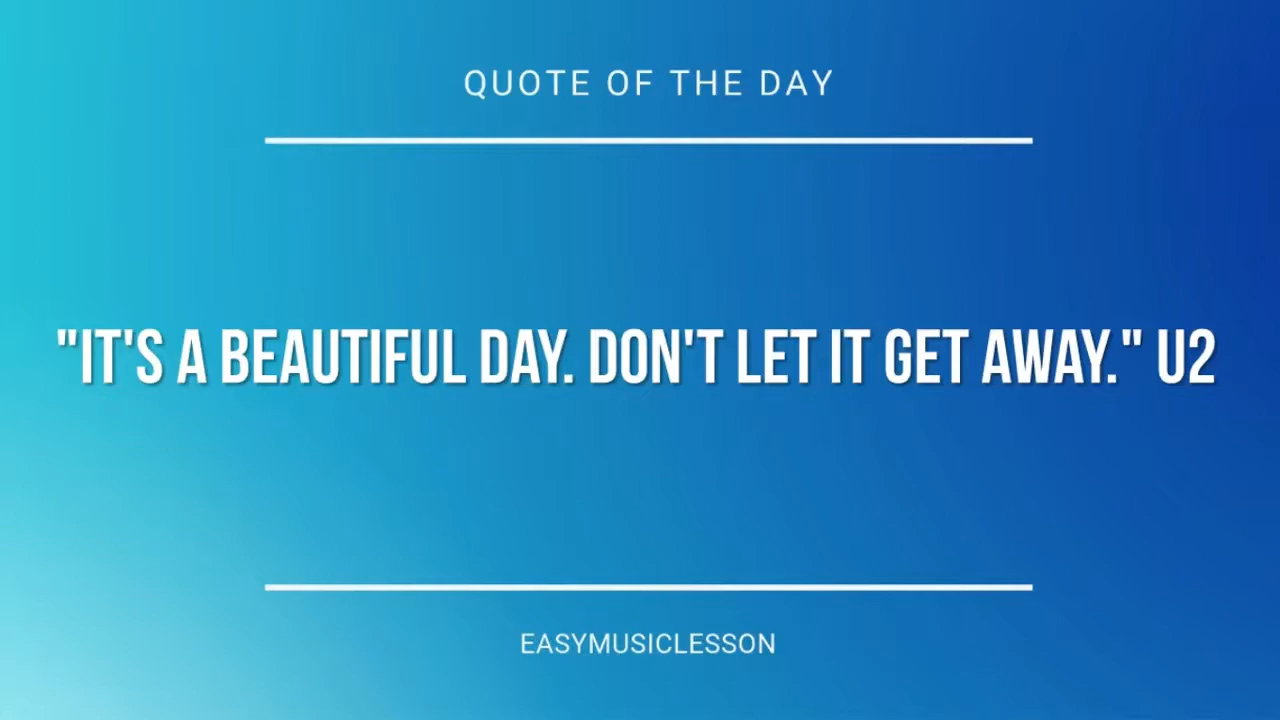 QUOTE OF THE DAY
"IT'S A BEAUTIFUL DAY. DON'T LET IT GET AWAY." U2
EASYMUSICLESSON